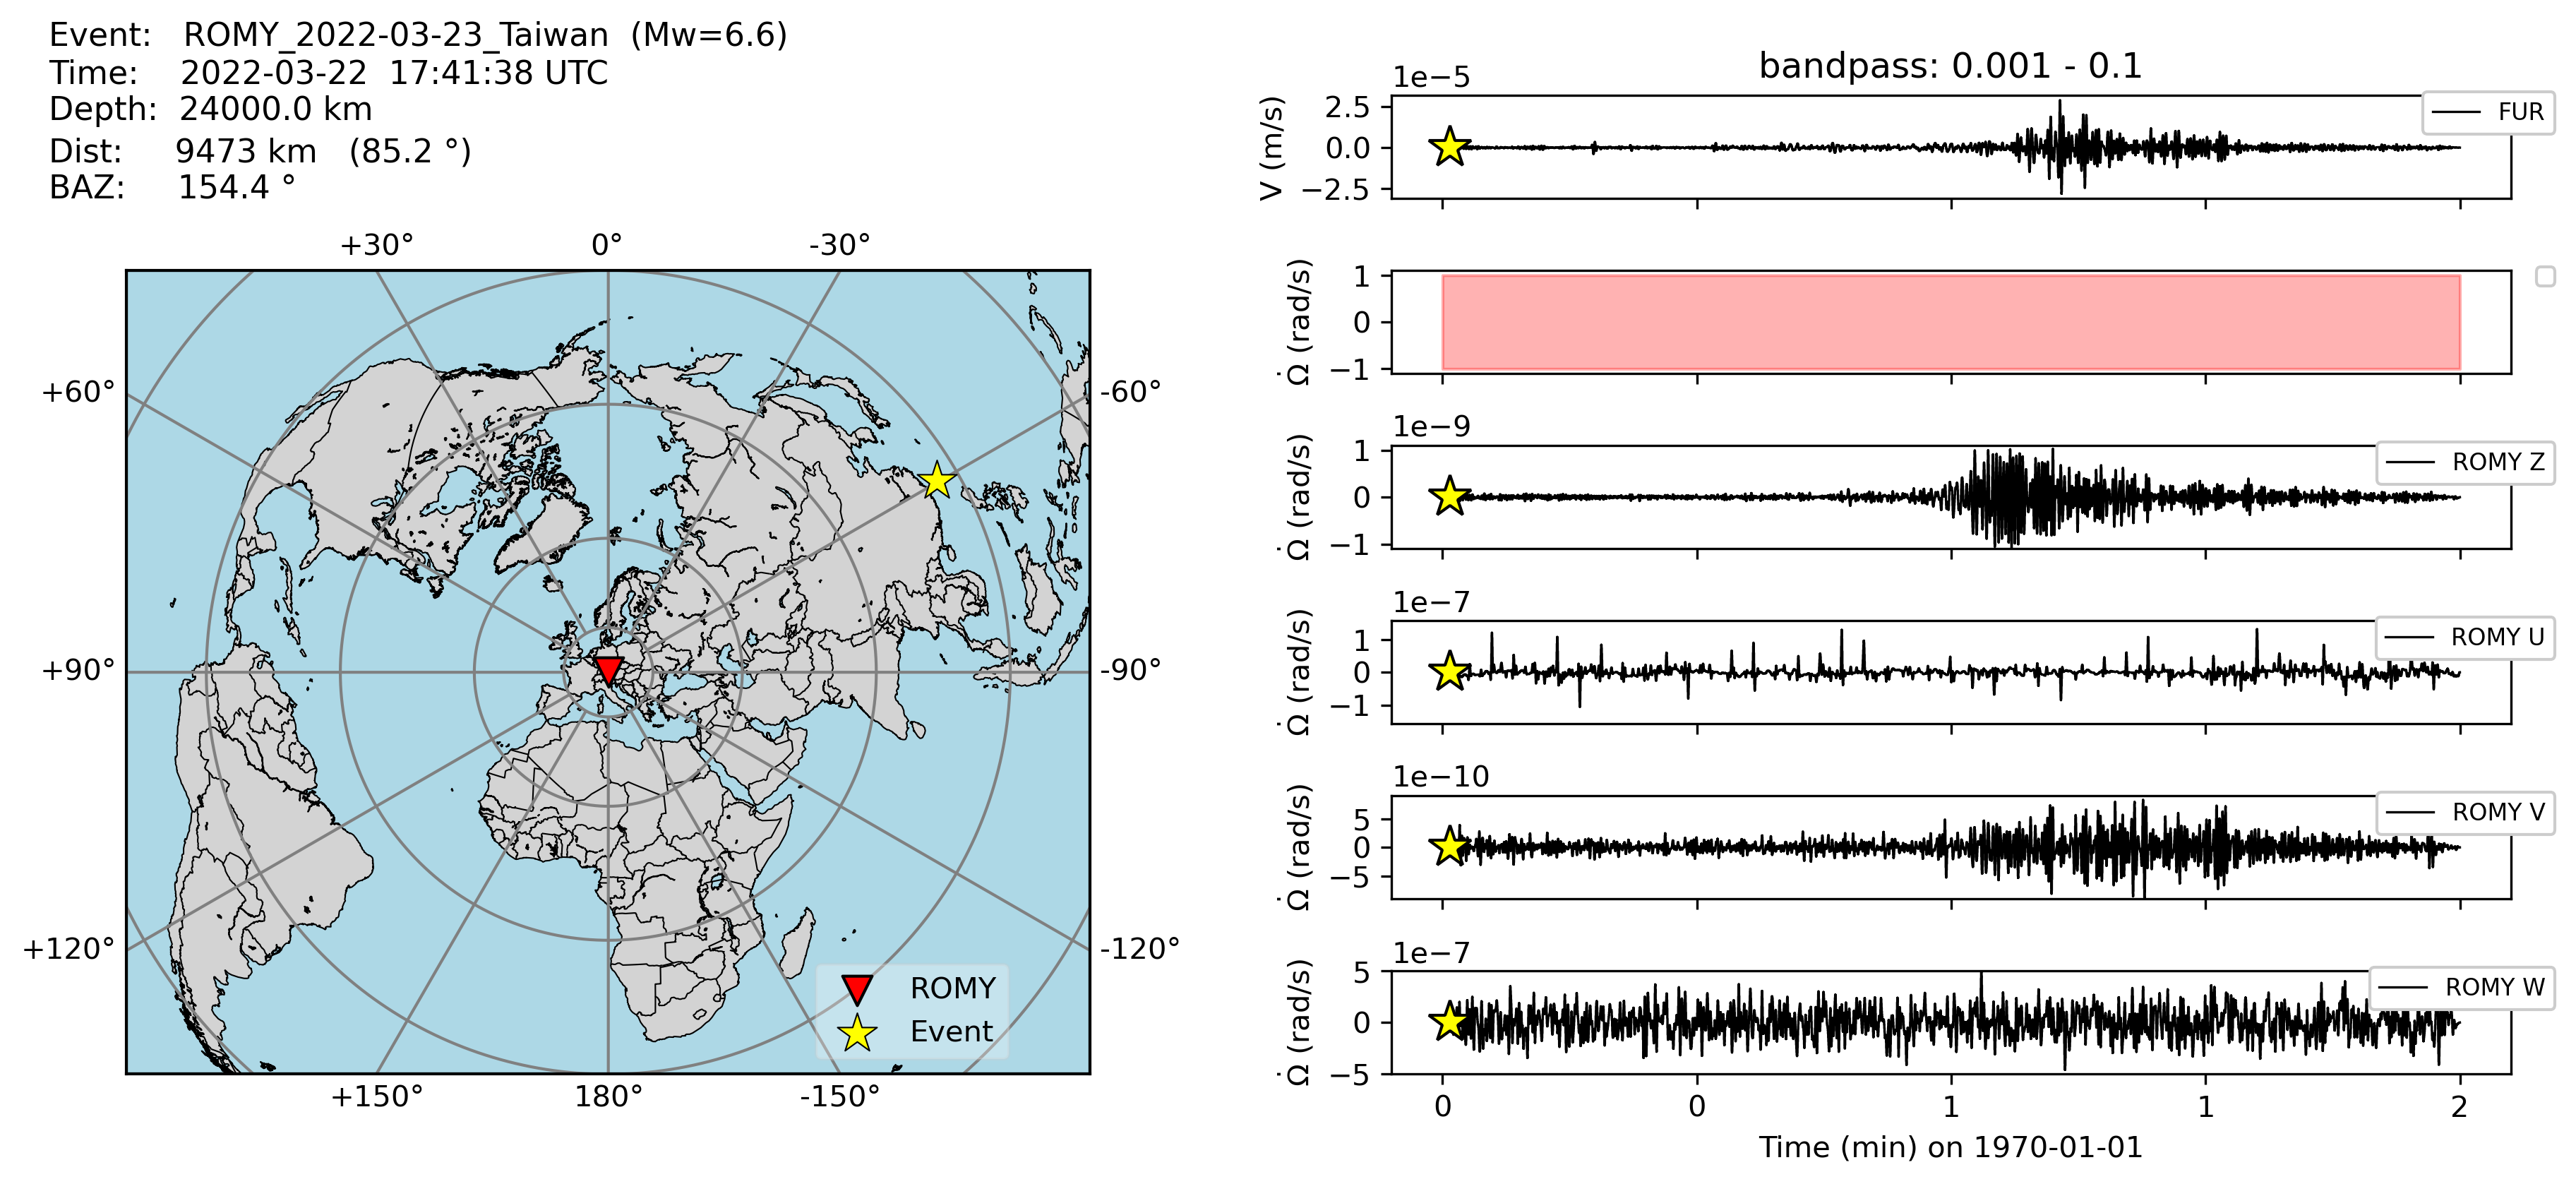 Event: ROMY_2022-03-23_Taiwan (Mw=6.6)
Time: 2022-03-22 17:41:38 UTC
Depth: 24000.0 km
Dist: 9473 km (85.2 °)
BAZ: 154.4 °
+30° 0° -30°
+60° -60°
+90° -90°
+120° -120°
+150° 180° -150°
ROMY
Event
bandpass: 0.001 - 0.1
1e−5
V (m/s)
2.5
0.0
−2.5
FUR
Ω̇ (rad/s)
1
0
−1
1e−9
Ω̇ (rad/s)
1
0
−1
ROMY Z
1e−7
Ω̇ (rad/s)
1
0
−1
ROMY U
1e−10
Ω̇ (rad/s)
5
0
−5
ROMY V
1e−7
Ω̇ (rad/s)
5
0
−5
ROMY W
0 0 1 1 2
Time (min) on 1970-01-01